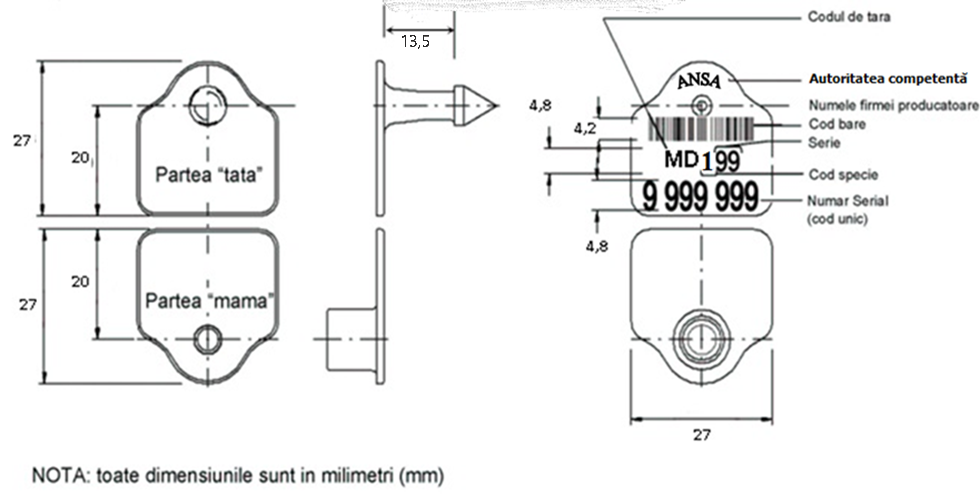 13,5
Codul de tara
ANSA
Autoritatea competentă
4,8
Numele firmei producatoare
Cod bare
4,2
Serie
27
20
Partea "tata"
MD199
Cod specie
9 999 999
Numar Serial
(cod unic)
4,8
20
27
Partea "mama"
27
NOTA: toate dimensiunile sunt in milimetri (mm)